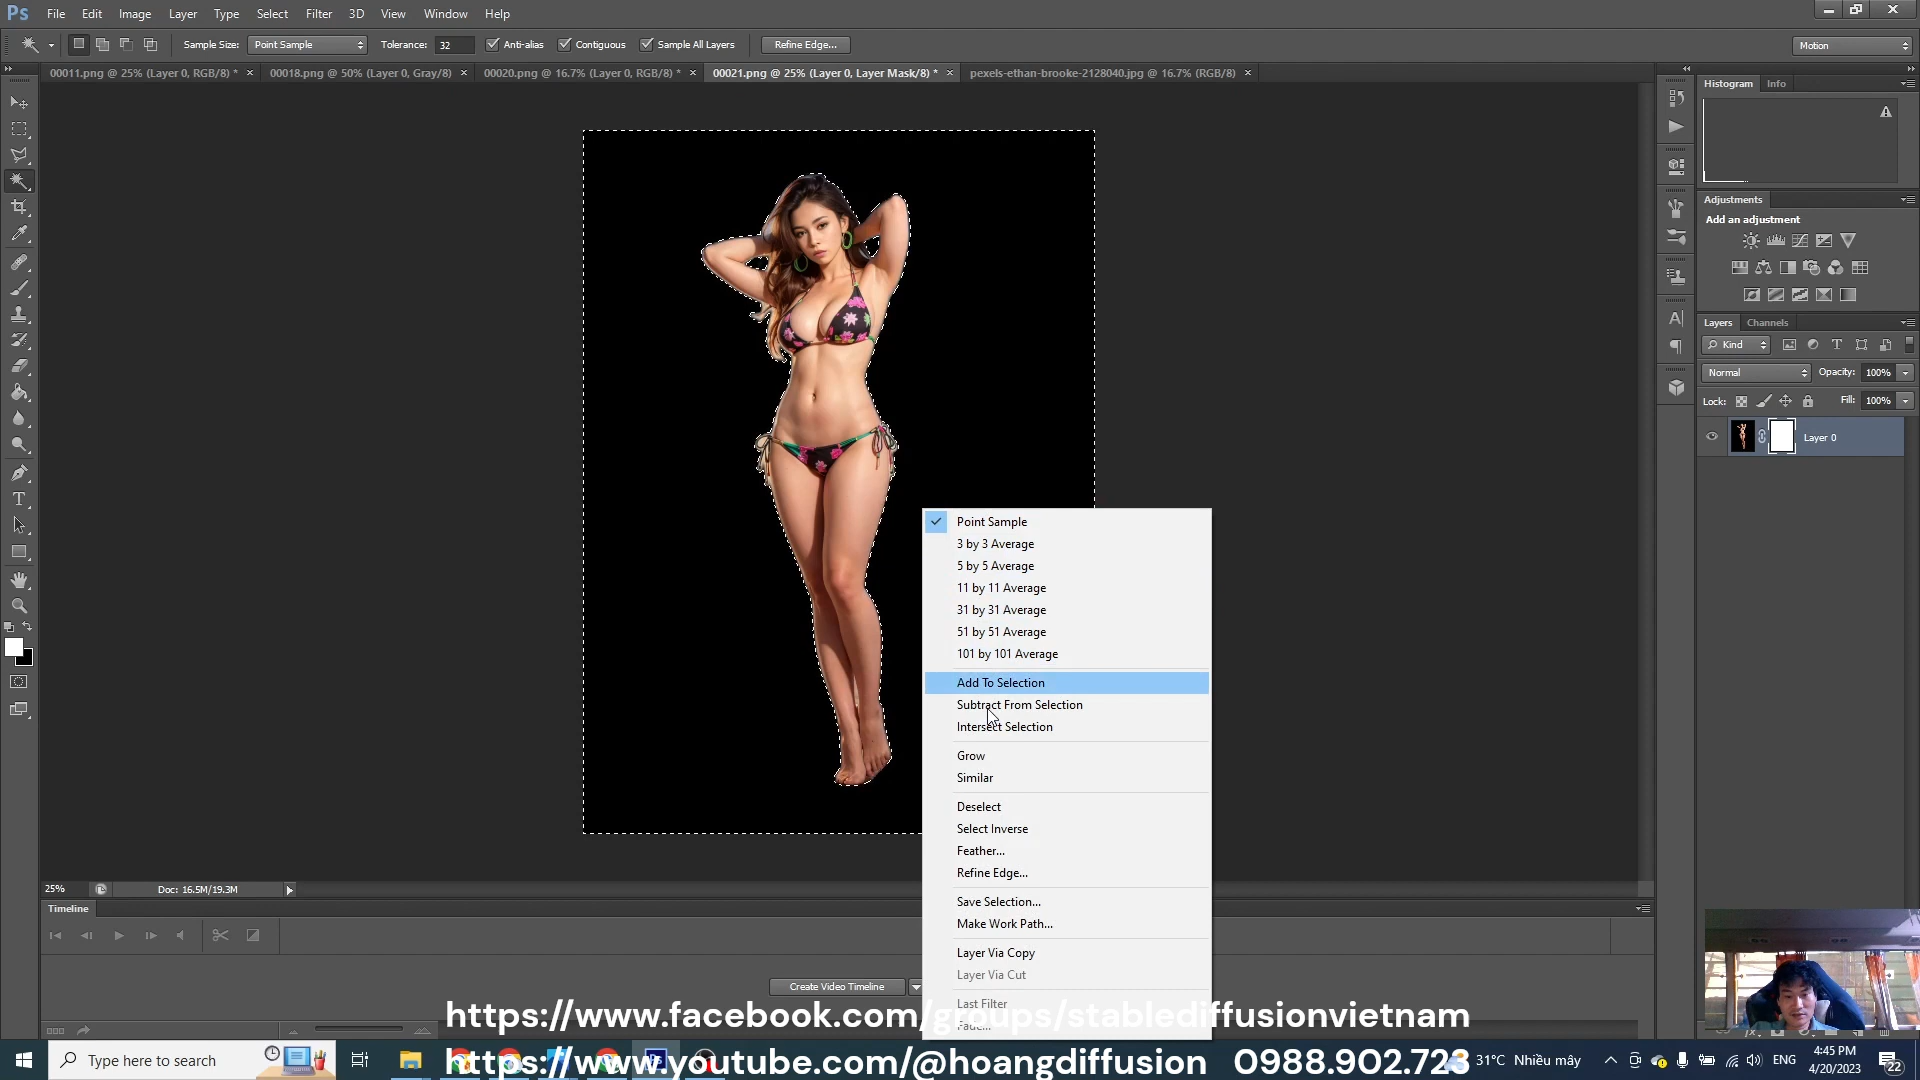 Ps File Edit Image Layer Type Select Filter 3D View Window Help
Sample Size: Point Sample Tolerance: 32 Anti-alias Contiguous Sample All Layers Refine Edge... Motion
00011.png @ 25% (Layer 0, RGB/8) * × 00018.png @ 50% (Layer 0, Gray/8) × 00020.png @ 16.7% (Layer 0, RGB/8) * × 00021.png @ 25% (Layer 0, Layer Mask/8) * × pexels-ethan-brooke-2128040.jpg @ 16.7% (RGB/8) ×
Histogram Info
Adjustments
Add an adjustment
Layers Channels
Kind
Normal Opacity: 100%
Lock: Fill: 100%
Layer 0
Point Sample
3 by 3 Average
5 by 5 Average
11 by 11 Average
31 by 31 Average
51 by 51 Average
101 by 101 Average
Add To Selection
Subtract From Selection
Intersect Selection
Grow
Similar
Deselect
Select Inverse
Feather...
Refine Edge...
Save Selection...
Make Work Path...
Layer Via Copy
Layer Via Cut
Last Filter
Fade...
25% Doc: 16.5M/19.3M
Timeline
Create Video Timeline
https://www.facebook.com/groups/stablediffusionvietnam
https://www.youtube.com/@hoangdiffusion 0988.902.723
Type here to search
31°C Nhiều mây ENG 4:45 PM
4/20/2023 22